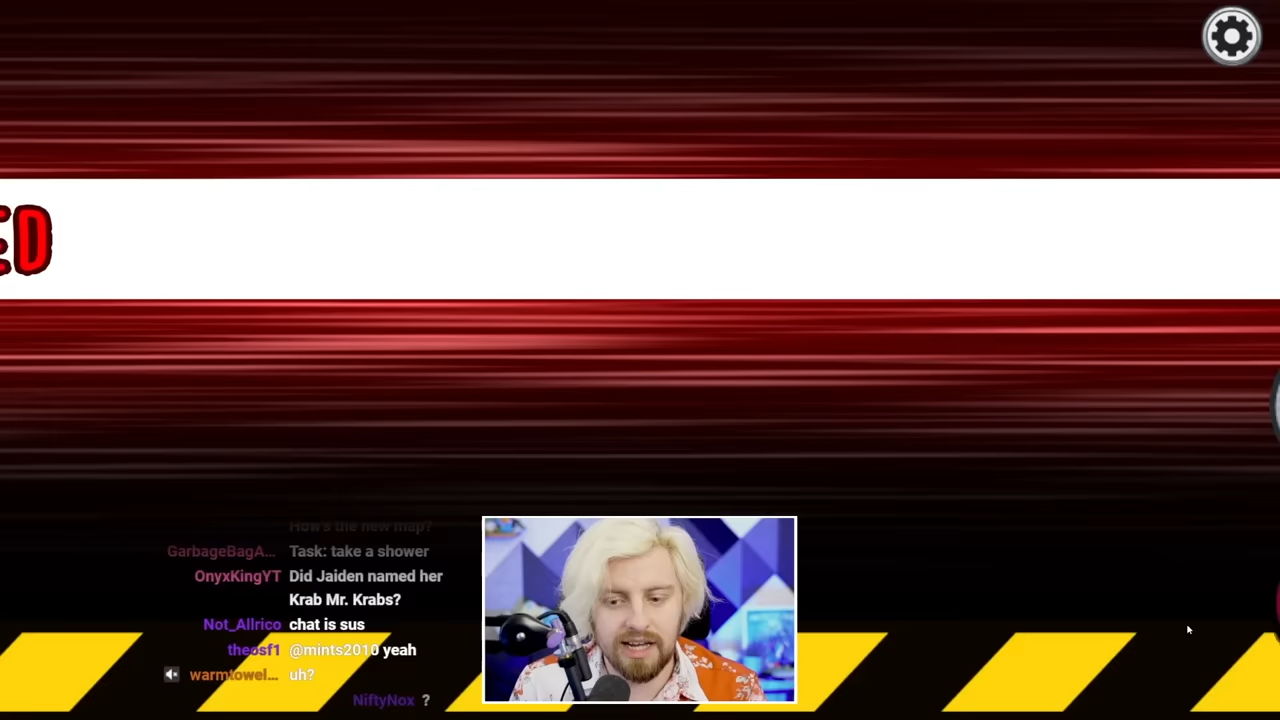 ED
How's the new map?
GarbageBagA... Task: take a shower
OnyxKingYT Did Jaiden named her
Krab Mr. Krabs?
Not_Allrico chat is sus
theosf1 @mints2010 yeah
warmtowel... uh?
NiftyNox ?